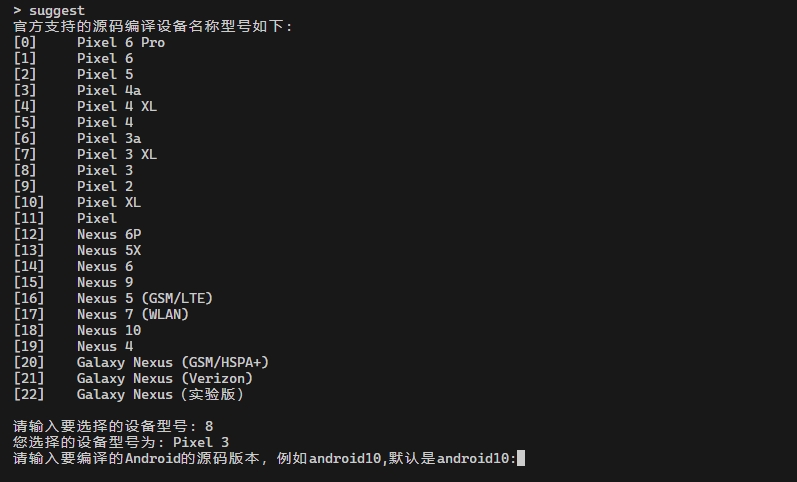 > suggest
官方支持的源码编译设备名称型号如下:
[0] Pixel 6 Pro
[1] Pixel 6
[2] Pixel 5
[3] Pixel 4a
[4] Pixel 4 XL
[5] Pixel 4
[6] Pixel 3a
[7] Pixel 3 XL
[8] Pixel 3
[9] Pixel 2
[10] Pixel XL
[11] Pixel
[12] Nexus 6P
[13] Nexus 5X
[14] Nexus 6
[15] Nexus 9
[16] Nexus 5 (GSM/LTE)
[17] Nexus 7 (WLAN)
[18] Nexus 10
[19] Nexus 4
[20] Galaxy Nexus (GSM/HSPA+)
[21] Galaxy Nexus (Verizon)
[22] Galaxy Nexus（实验版）
请输入要选择的设备型号: 8
您选择的设备型号为: Pixel 3
请输入要编译的Android的源码版本, 例如android10,默认是android10: